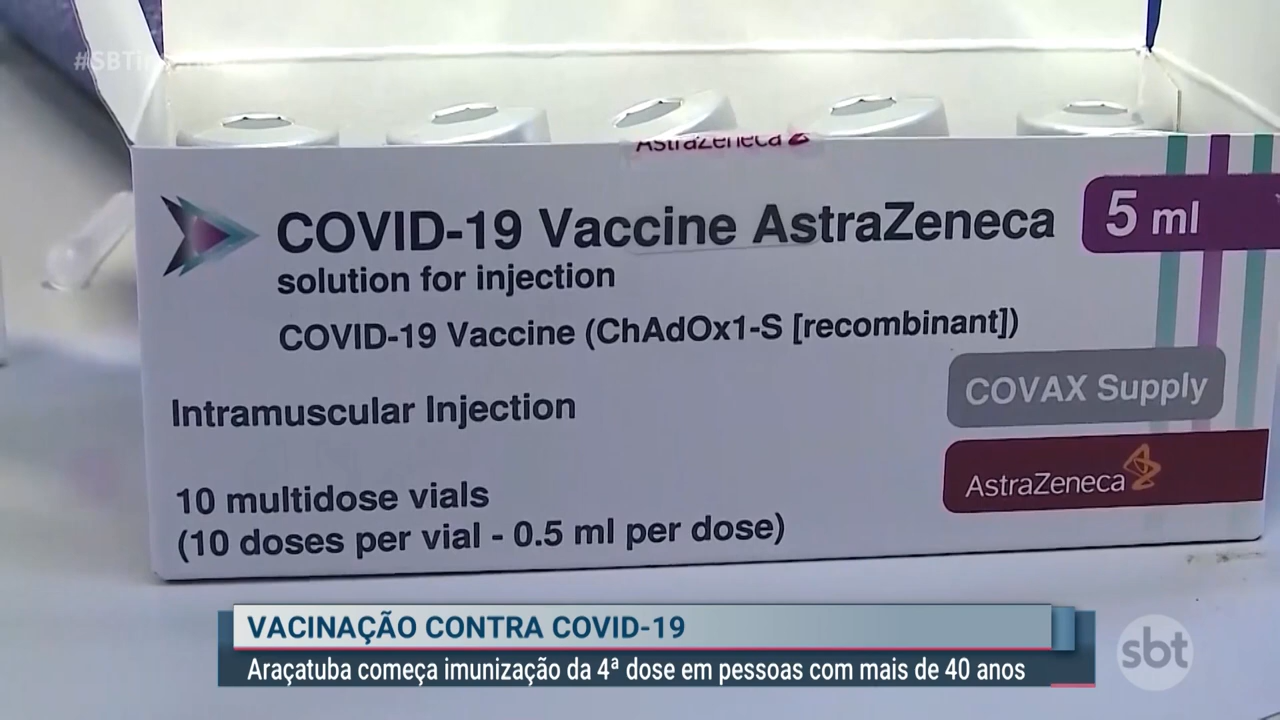 AstraZeneca
COVID-19 Vaccine AstraZeneca
5 ml
solution for injection
COVID-19 Vaccine (ChAdOx1-S [recombinant])
COVAX Supply
Intramuscular Injection
AstraZeneca
10 multidose vials
(10 doses per vial - 0.5 ml per dose)
VACINAÇÃO CONTRA COVID-19
Araçatuba começa imunização da 4ª dose em pessoas com mais de 40 anos
sbt